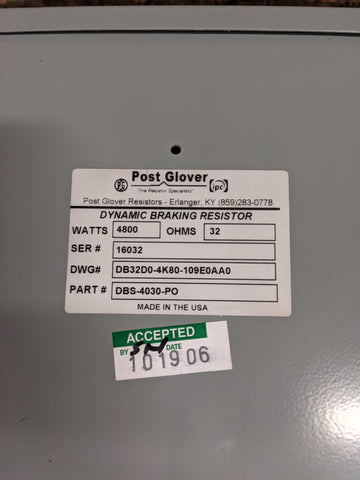 Post Glover
"The Resistor Specialists"
ipc
Post Glover Resistors - Erlanger, KY (859)283-0778
DYNAMIC BRAKING RESISTOR
WATTS 4800 OHMS 32
SER # 16032
DWG# DB32D0-4K80-109E0AA0
PART # DBS-4030-PO
MADE IN THE USA
ACCEPTED
BY DATE
101906